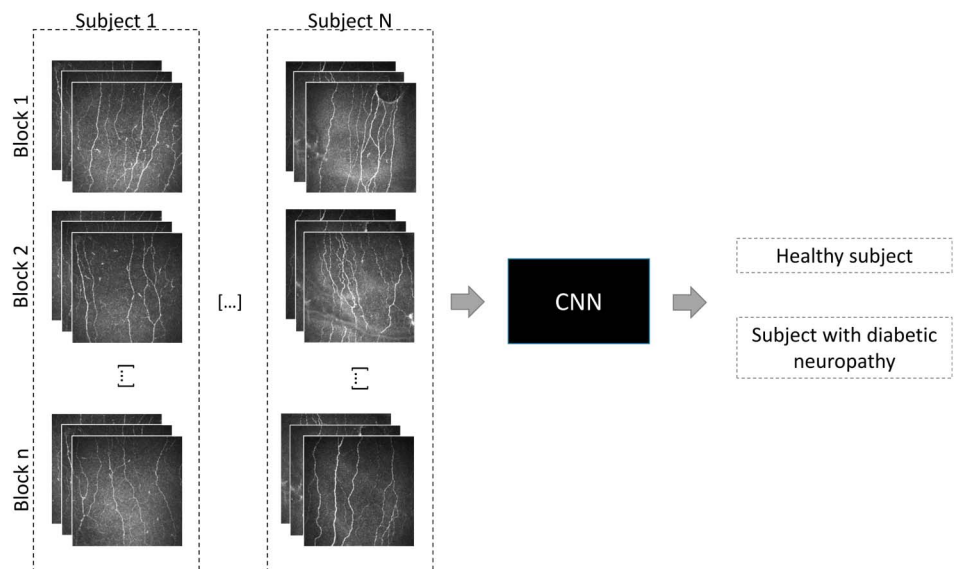 Subject 1
Subject N
Block 1
Block 2
[...]
[...]
[...]
Block n
CNN
Healthy subject
Subject with diabetic
neuropathy